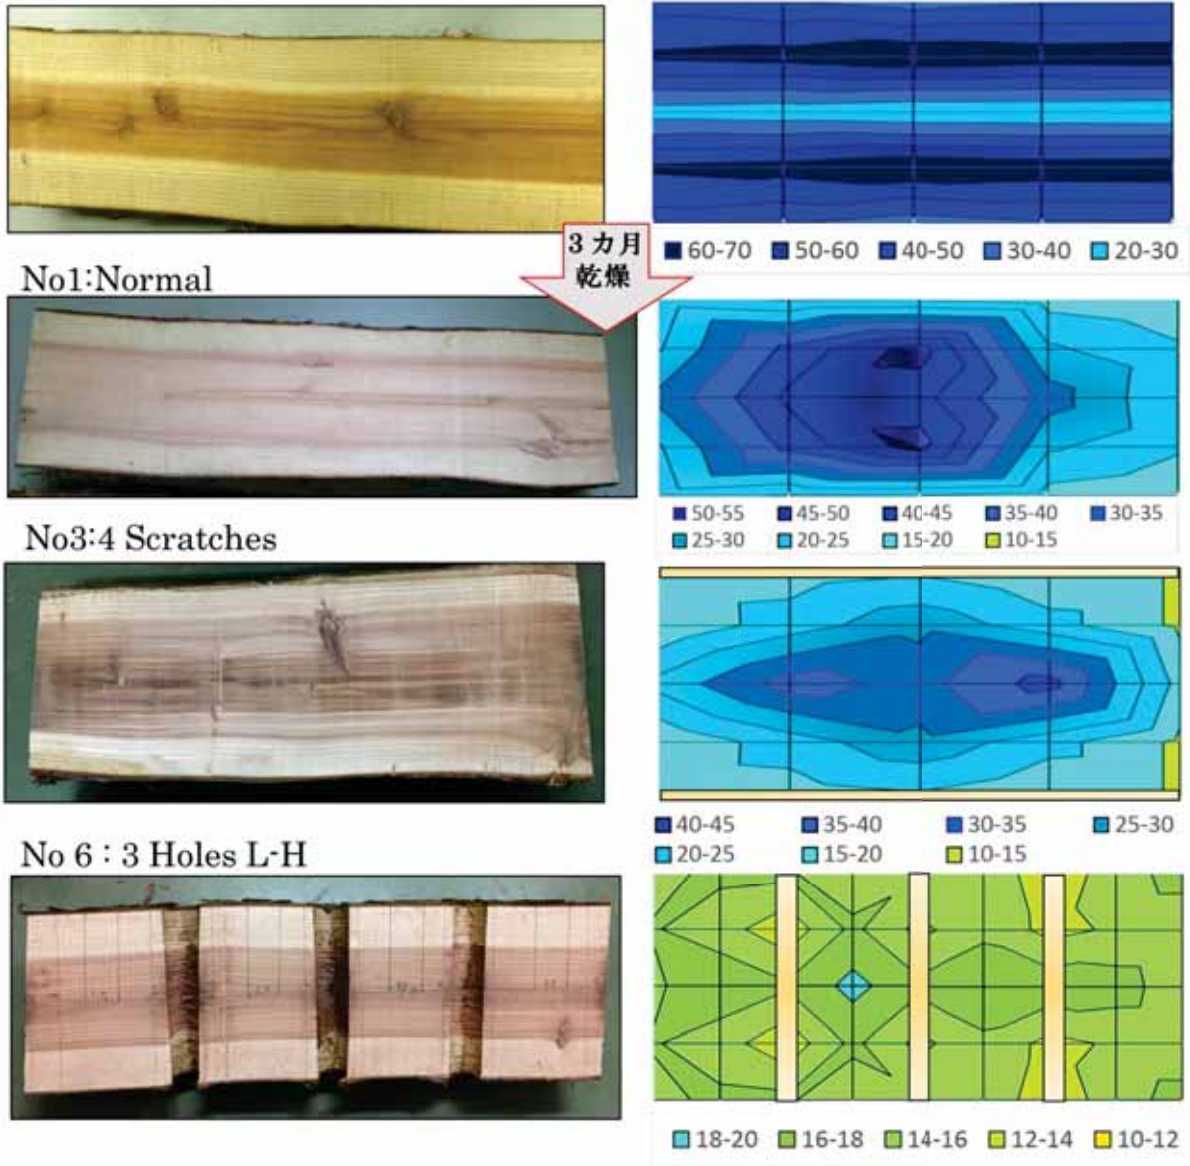 3 カ月
乾燥
60-70 50-60 40-50 30-40 20-30
No1:Normal
50-55 45-50 40-45 35-40 30-35
25-30 20-25 15-20 10-15
No3:4 Scratches
40-45 35-40 30-35 25-30
20-25 15-20 10-15
No 6 : 3 Holes L-H
18-20 16-18 14-16 12-14 10-12